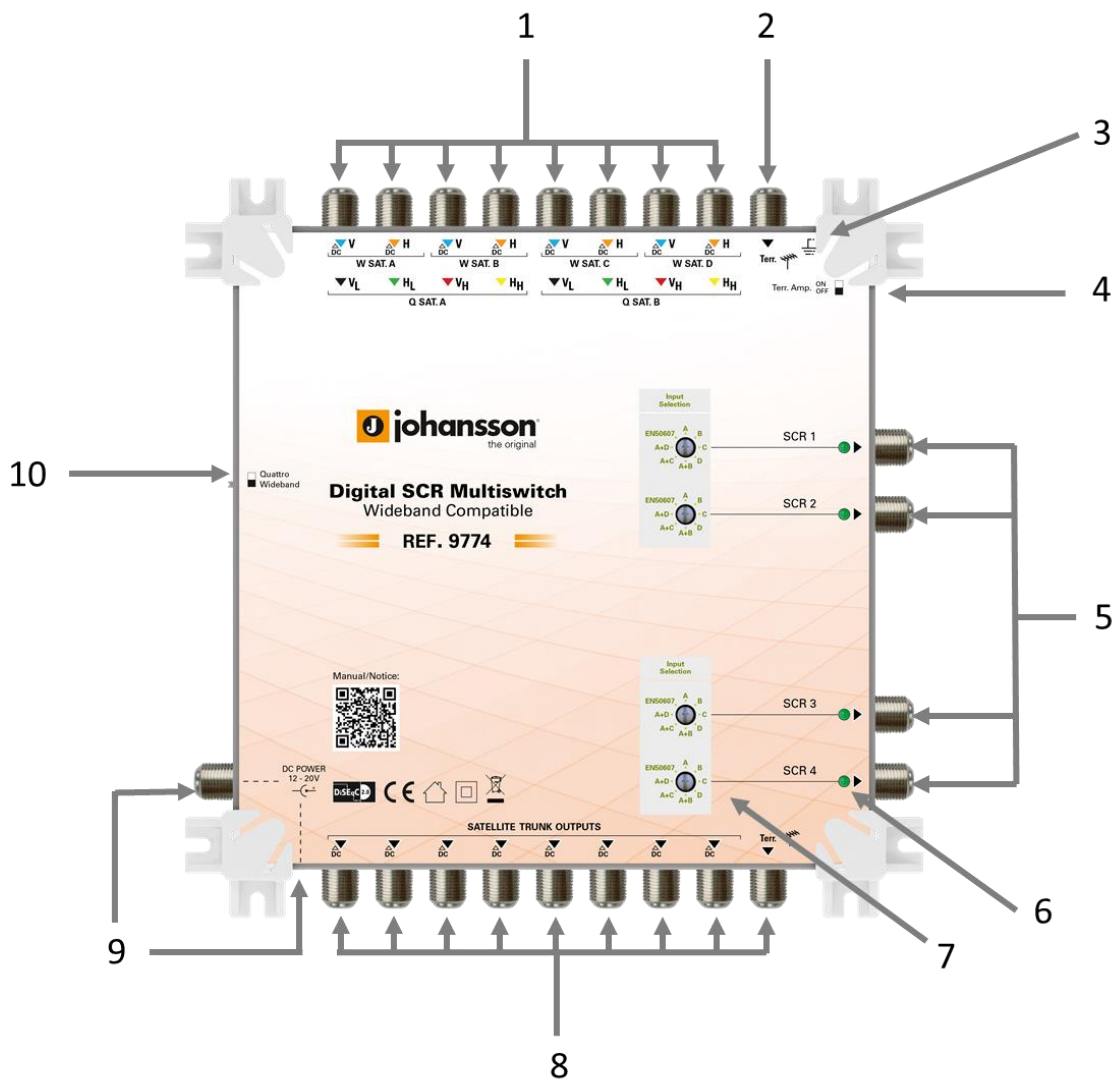 1
2
3
V H V H V H V H
DC DC DC DC DC DC DC DC
W SAT. A W SAT. B W SAT. C W SAT. D
Terr.
VL HL VH HH VL HL VH HH
Q SAT. A Q SAT. B
Terr. Amp. ON
OFF
4
Input
Selection
EN50607 A B C D A+B A+C A+D
SCR 1
J johansson
the original
10
Quattro
Wideband
Digital SCR Multiswitch
Wideband Compatible
REF. 9774
EN50607 A B C D A+B A+C A+D
SCR 2
5
Input
Selection
Manual/Notice:
EN50607 A B C D A+B A+C A+D
SCR 3
DC POWER
12 - 20V
EN50607 A B C D A+B A+C A+D
SCR 4
DiSEqC 2.0 CE
SATELLITE TRUNK OUTPUTS
Terr.
DC DC DC DC DC DC DC DC
6
7
9
8